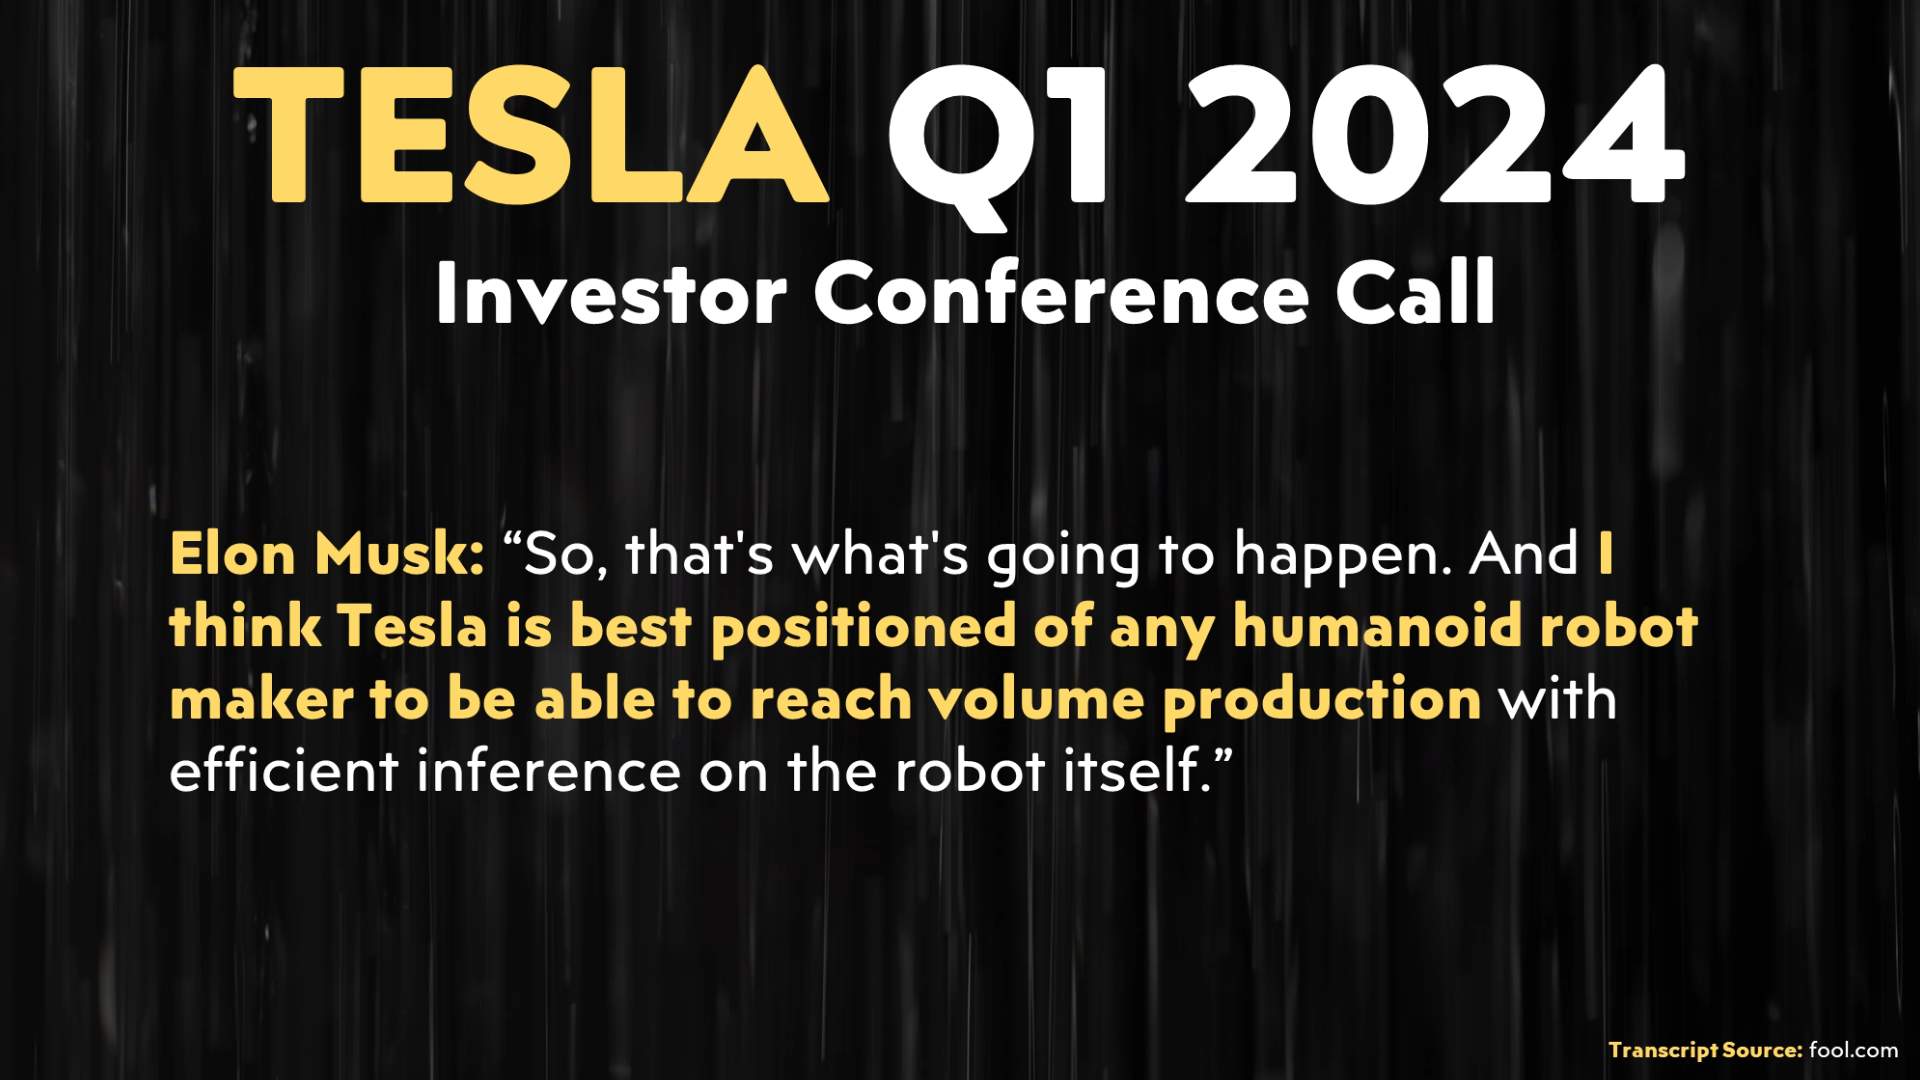 TESLA Q1 2024
Investor Conference Call
Elon Musk: “So, that's what's going to happen. And I
think Tesla is best positioned of any humanoid robot
maker to be able to reach volume production with
efficient inference on the robot itself.”
Transcript Source: fool.com